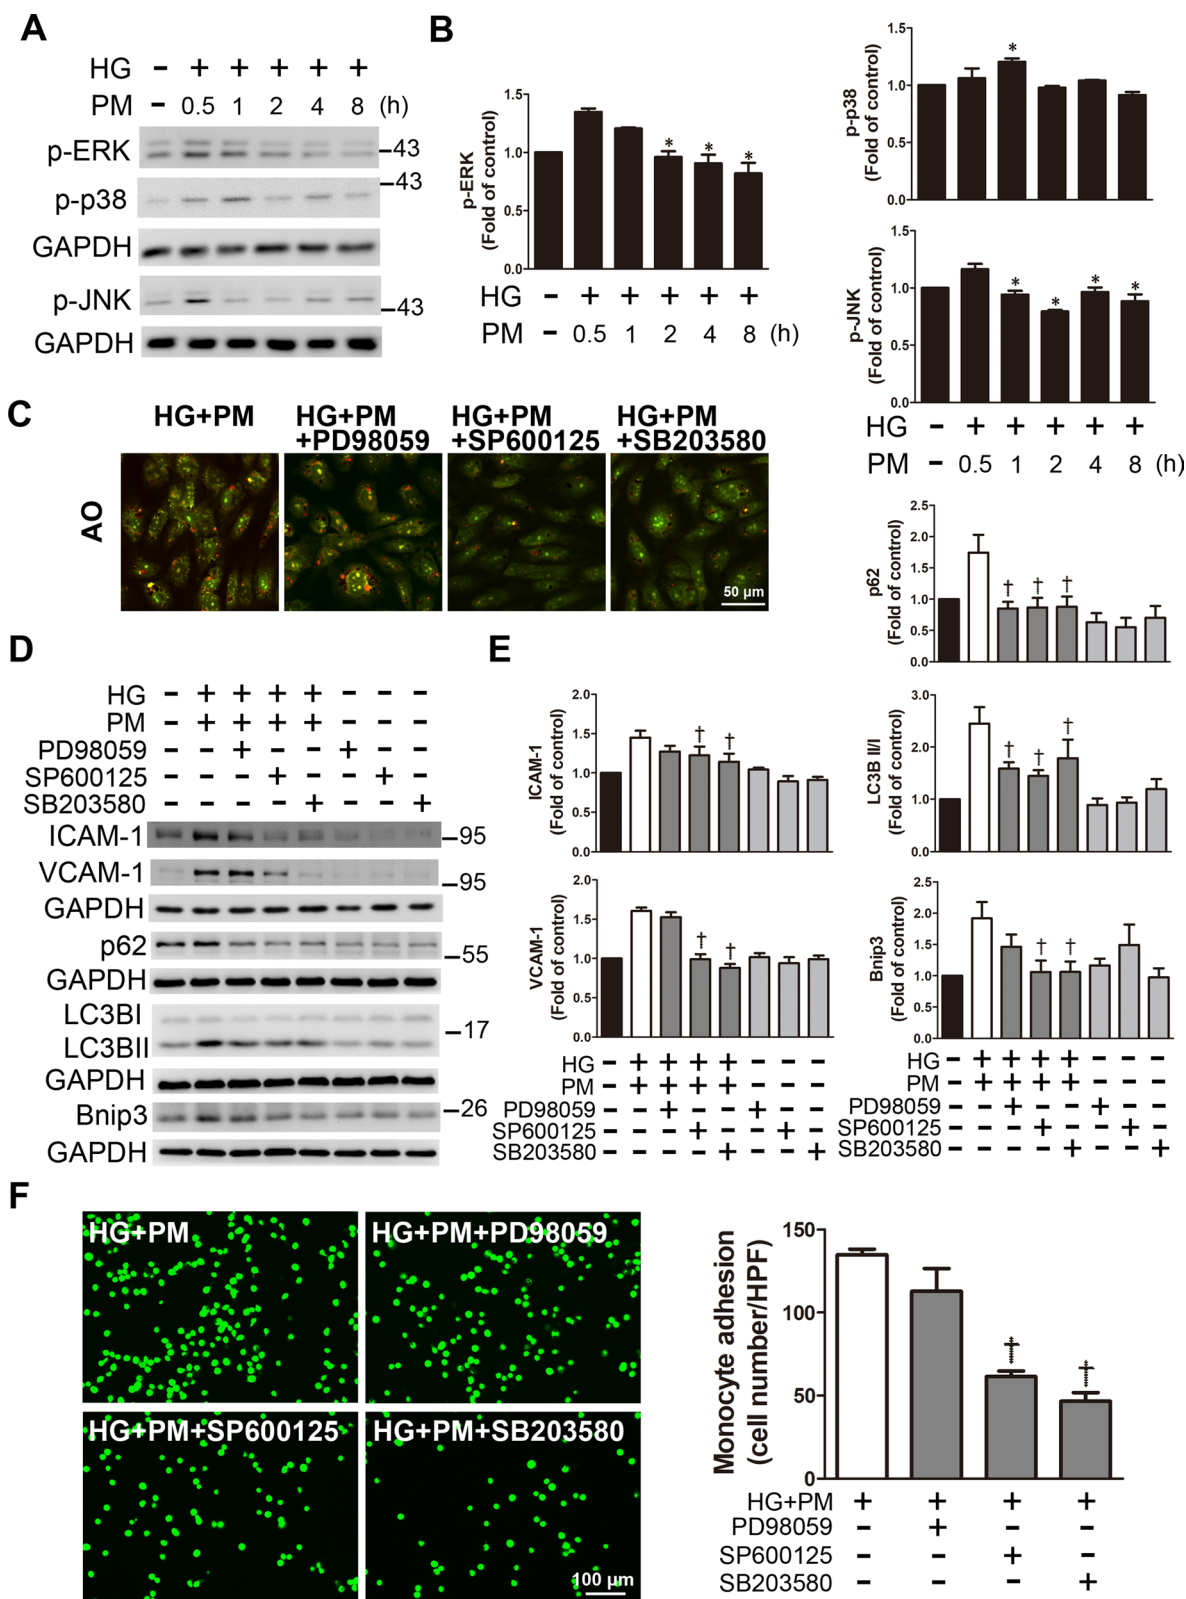 A
HG - + + + + +
PM - 0.5 1 2 4 8 (h)
p-ERK
43
p-p38
43
GAPDH
p-JNK
43
GAPDH
B
p-ERK
(Fold of control)
1.5
1.0
0.5
0.0
* * *
HG - + + + + +
PM - 0.5 1 2 4 8 (h)
p-p38
(Fold of control)
1.5
1.0
0.5
0.0
*
p-JNK
(Fold of control)
1.5
1.0
0.5
0.0
* * * *
HG - + + + + +
PM - 0.5 1 2 4 8 (h)
C
HG+PM
HG+PM
+PD98059
HG+PM
+SP600125
HG+PM
+SB203580
AO
50 μm
D
HG - + + + + - - -
PM - + + + + - - -
PD98059 - - + - - + - -
SP600125 - - - + - - + -
SB203580 - - - - + - - +
ICAM-1
95
VCAM-1
95
GAPDH
p62
55
GAPDH
LC3BI
17
LC3BII
GAPDH
Bnip3
26
GAPDH
E
ICAM-1
(Fold of control)
2.0
1.5
1.0
0.5
0.0
† †
VCAM-1
(Fold of control)
2.0
1.5
1.0
0.5
0.0
† †
HG - + + + + - - -
PM - + + + + - - -
PD98059 - - + - - + - -
SP600125 - - - + - - + -
SB203580 - - - - + - - +
p62
(Fold of control)
2.5
2.0
1.5
1.0
0.5
0.0
† † †
LC3B II/I
(Fold of control)
3.0
2.0
1.0
0.0
† † †
Bnip3
(Fold of control)
2.5
2.0
1.5
1.0
0.5
0.0
† †
HG - + + + + - - -
PM - + + + + - - -
PD98059 - - + - - + - -
SP600125 - - - + - - + -
SB203580 - - - - + - - +
F
HG+PM
HG+PM+PD98059
HG+PM+SP600125
HG+PM+SB203580
100 μm
Monocyte adhesion
(cell number/HPF)
150
100
50
0
† †
HG+PM + + + +
PD98059 - + - -
SP600125 - - + -
SB203580 - - - +